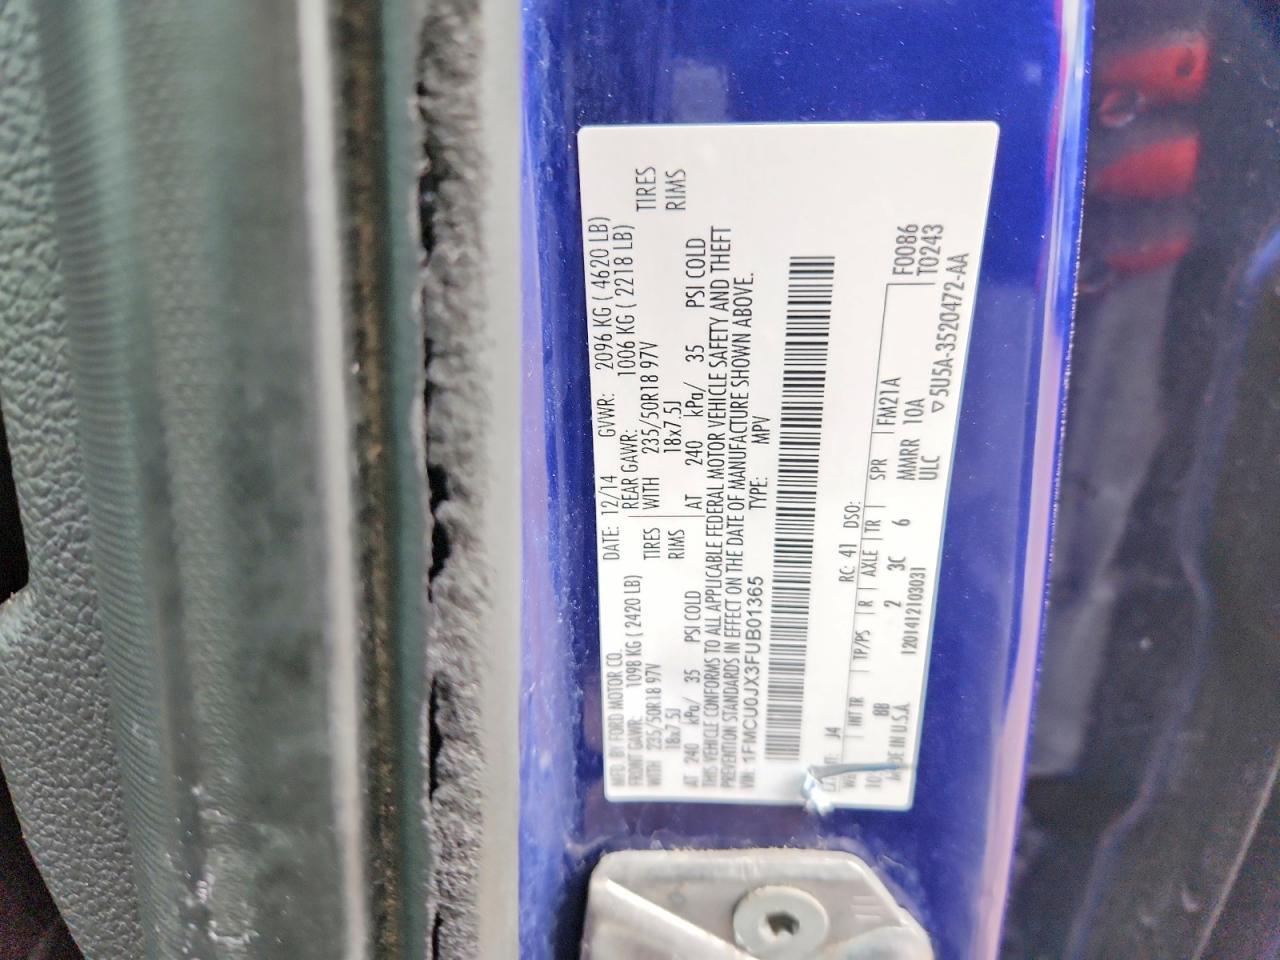 MFD. BY FORD MOTOR CO.
DATE: 12/14 GVWR: 2096 KG ( 4620 LB)
FRONT GAWR: 1098 KG ( 2420 LB)
REAR GAWR: 1006 KG ( 2218 LB)
WITH 235/50R18 97V TIRES
WITH 235/50R18 97V TIRES
18x7.5J RIMS
18x7.5J RIMS
AT 240 kPa/ 35 PSI COLD
AT 240 kPa/ 35 PSI COLD
THIS VEHICLE CONFORMS TO ALL APPLICABLE FEDERAL MOTOR VEHICLE SAFETY AND THEFT
PREVENTION STANDARDS IN EFFECT ON THE DATE OF MANUFACTURE SHOWN ABOVE.
VIN: 1FMCU0JX3FUB01365
TYPE: MPV
J4 RC: 41 DSO:
INT TR TP/PS R AXLE TR SPR FM21A F0086
BB 2 3C 6 MMRR 10A T0243
ULC
MADE IN U.S.A. 1201412103031 ▽5U5A-3520472-AA